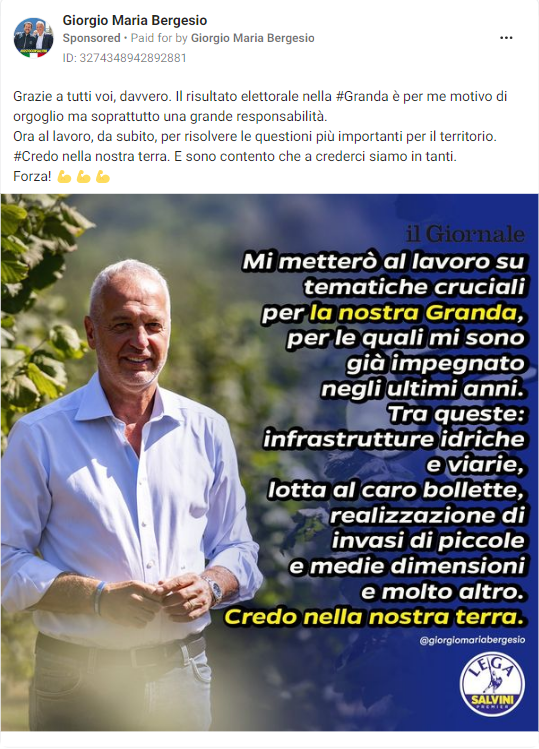 Giorgio Maria Bergesio
Sponsored • Paid for by Giorgio Maria Bergesio
ID: 3274348942892881
Grazie a tutti voi, davvero. Il risultato elettorale nella #Granda è per me motivo di
orgoglio ma soprattutto una grande responsabilità.
Ora al lavoro, da subito, per risolvere le questioni più importanti per il territorio.
#Credo nella nostra terra. E sono contento che a crederci siamo in tanti.
Forza! 💪 💪 💪
il Giornale
Mi metterò al lavoro su
tematiche cruciali
per la nostra Granda,
per le quali mi sono
già impegnato
negli ultimi anni.
Tra queste:
infrastrutture idriche
e viarie,
lotta al caro bollette,
realizzazione di
invasi di piccole
e medie dimensioni
e molto altro.
Credo nella nostra terra.
@giorgiomariabergesio
LEGA
SALVINI
PREMIER